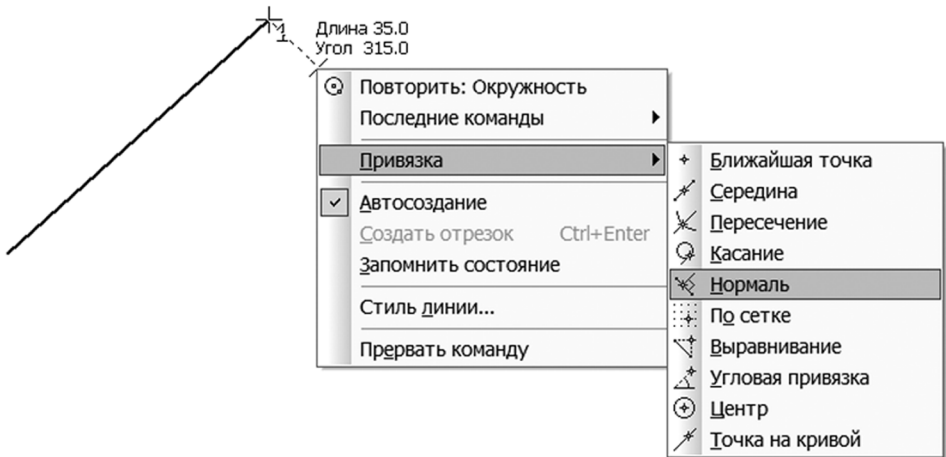 1
Длина 35.0
Угол 315.0
Повторить: Окружность
Последние команды
Привязка
Автосоздание
Создать отрезок Ctrl+Enter
Запомнить состояние
Стиль линии...
Прервать команду
Ближайшая точка
Середина
Пересечение
Касание
Нормаль
По сетке
Выравнивание
Угловая привязка
Центр
Точка на кривой